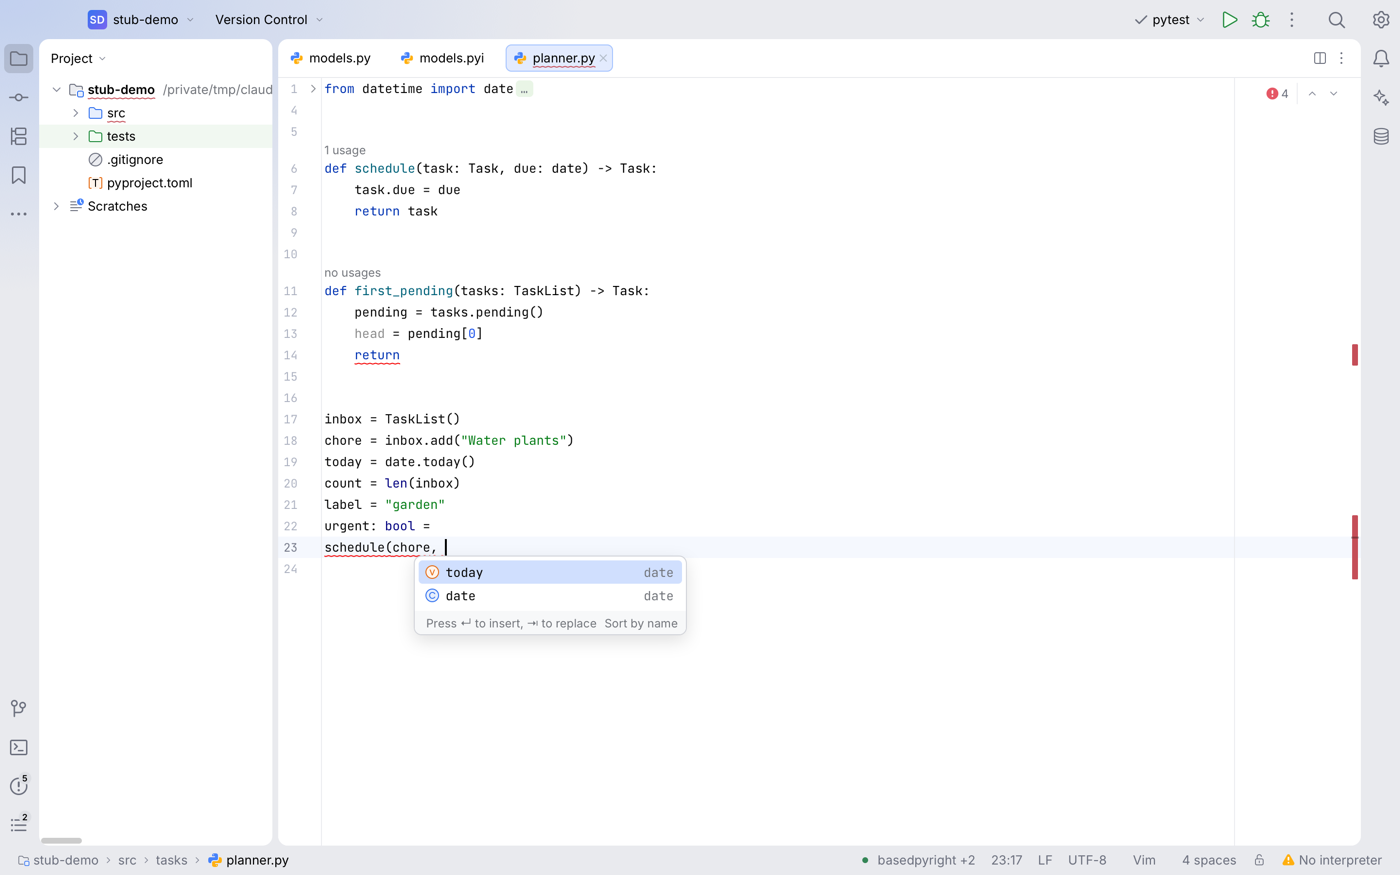 SD stub-demo Version Control pytest
Project
models.py models.pyi planner.py
stub-demo /private/tmp/claud
src
tests
.gitignore
[T] pyproject.toml
Scratches
1 from datetime import date...
4
5
1 usage
6 def schedule(task: Task, due: date) -> Task:
7 task.due = due
8 return task
9
10
no usages
11 def first_pending(tasks: TaskList) -> Task:
12 pending = tasks.pending()
13 head = pending[0]
14 return
15
16
17 inbox = TaskList()
18 chore = inbox.add("Water plants")
19 today = date.today()
20 count = len(inbox)
21 label = "garden"
22 urgent: bool =
23 schedule(chore,
24
V today date
C date date
Press ↵ to insert, ⇥ to replace Sort by name
4
5
2
stub-demo › src › tasks › planner.py
basedpyright +2 23:17 LF UTF-8 Vim 4 spaces No interpreter